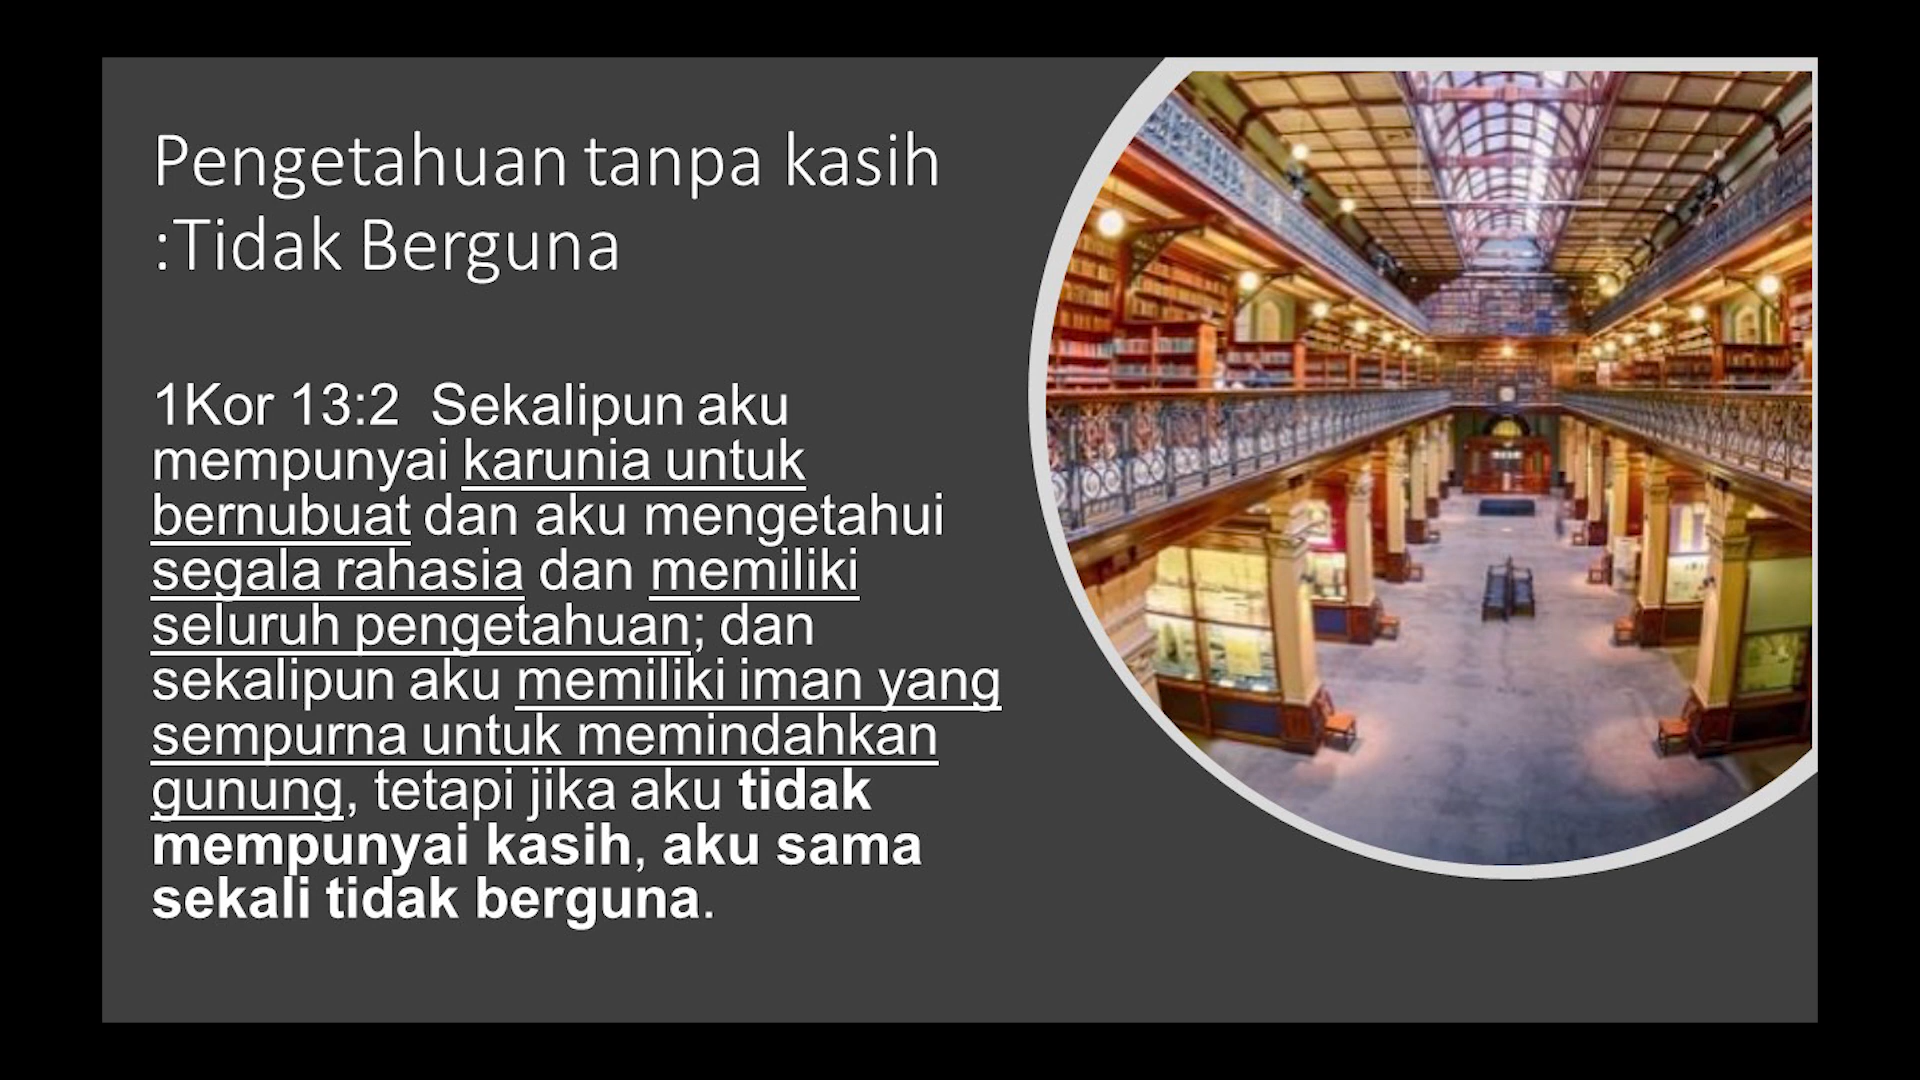 Pengetahuan tanpa kasih
:Tidak Berguna
1Kor 13:2  Sekalipun aku
mempunyai karunia untuk
bernubuat dan aku mengetahui
segala rahasia dan memiliki
seluruh pengetahuan; dan
sekalipun aku memiliki iman yang
sempurna untuk memindahkan
gunung, tetapi jika aku tidak
mempunyai kasih, aku sama
sekali tidak berguna.